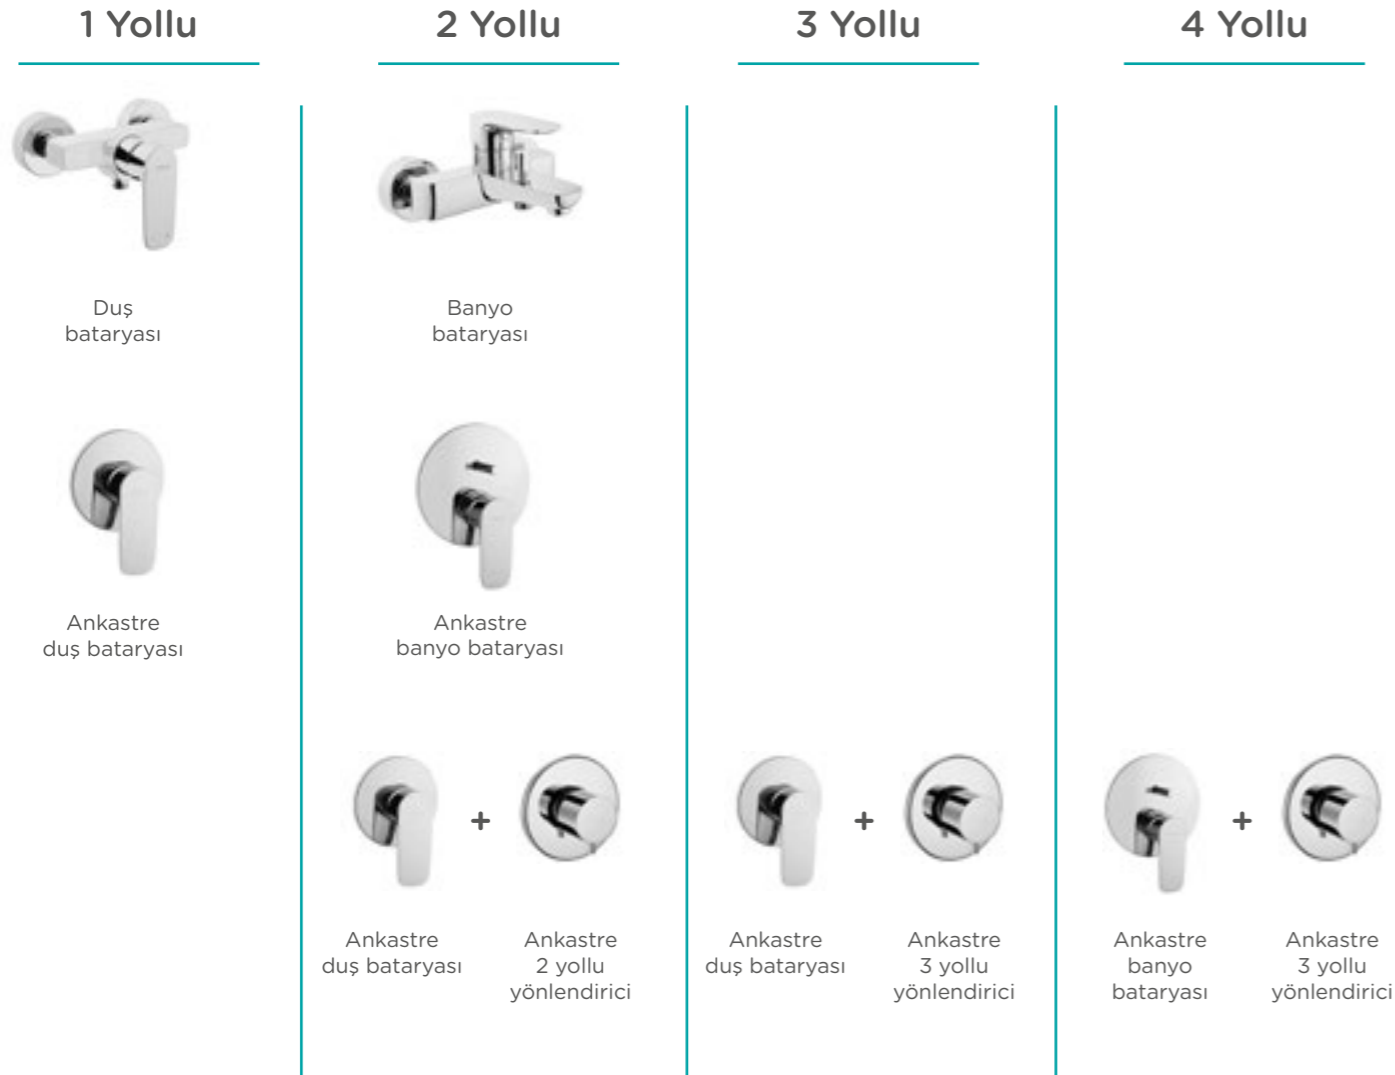 1 Yollu
2 Yollu
3 Yollu
4 Yollu
Duş
bataryası
Banyo
bataryası
Ankastre
duş bataryası
Ankastre
banyo bataryası
+
+
+
Ankastre
duş bataryası
Ankastre
2 yollu
yönlendirici
Ankastre
duş bataryası
Ankastre
3 yollu
yönlendirici
Ankastre
banyo
bataryası
Ankastre
3 yollu
yönlendirici